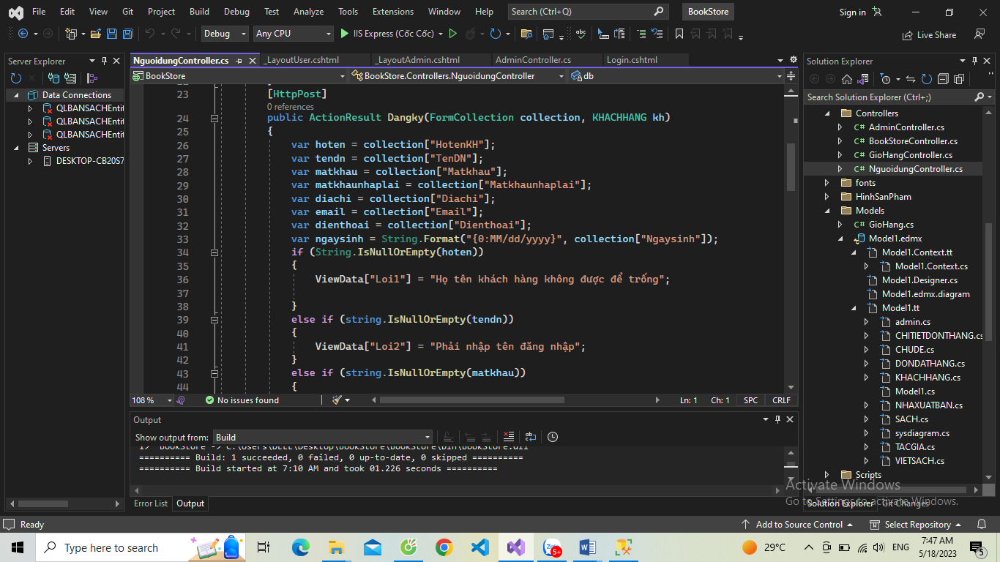 File Edit View Git Project Build Debug Test Analyze Tools Extensions Window Help Search (Ctrl+Q) BookStore Sign in
Debug Any CPU IIS Express (Cốc Cốc) Live Share
Server Explorer
Data Connections
QLBANSACHEntit
QLBANSACHEntit
QLBANSACHEntit
Servers
DESKTOP-CB20S7
NguoidungController.cs _LayoutUser.cshtml _LayoutAdmin.cshtml AdminController.cs Login.cshtml
BookStore BookStore.Controllers.NguoidungController db
23 [HttpPost]
0 references
24 public ActionResult Dangky(FormCollection collection, KHACHHANG kh)
25 {
26 var hoten = collection["HotenKH"];
27 var tendn = collection["TenDN"];
28 var matkhau = collection["Matkhau"];
29 var matkhaunhaplai = collection["Matkhaunhaplai"];
30 var diachi = collection["Diachi"];
31 var email = collection["Email"];
32 var dienthoai = collection["Dienthoai"];
33 var ngaysinh = String.Format("{0:MM/dd/yyyy}", collection["Ngaysinh"]);
34 if (String.IsNullOrEmpty(hoten))
35 {
36 ViewData["Loi1"] = "Họ tên khách hàng không được để trống";
37
38 }
39 else if (string.IsNullOrEmpty(tendn))
40 {
41 ViewData["Loi2"] = "Phải nhập tên đăng nhập";
42 }
43 else if (string.IsNullOrEmpty(matkhau))
44 {
108 % No issues found Ln: 1 Ch: 1 SPC CRLF
Output
Show output from: Build
1> BookStore -> C:\Users\DELL\Desktop\BookStore\BookStore\bin\BookStore.dll
========== Build: 1 succeeded, 0 failed, 0 up-to-date, 0 skipped ==========
========== Build started at 7:10 AM and took 01.226 seconds ==========
Error List Output
Solution Explorer
Search Solution Explorer (Ctrl+;)
Controllers
C# AdminController.cs
C# BookStoreController.cs
C# GioHangController.cs
C# NguoidungController.cs
fonts
HinhSanPham
Models
C# GioHang.cs
Model1.edmx
Model1.Context.tt
Model1.Context.cs
Model1.Designer.cs
Model1.edmx.diagram
Model1.tt
admin.cs
CHITIETDONTHANG.cs
CHUDE.cs
DONDATHANG.cs
KHACHHANG.cs
Model1.cs
NHAXUATBAN.cs
SACH.cs
sysdiagram.cs
TACGIA.cs
VIETSACH.cs
Scripts
Activate Windows
Go to Settings to activate Windows.
Solution Explorer Git Changes
Ready Add to Source Control Select Repository
Type here to search 5+ 29°C ENG 7:47 AM
5/18/2023 5